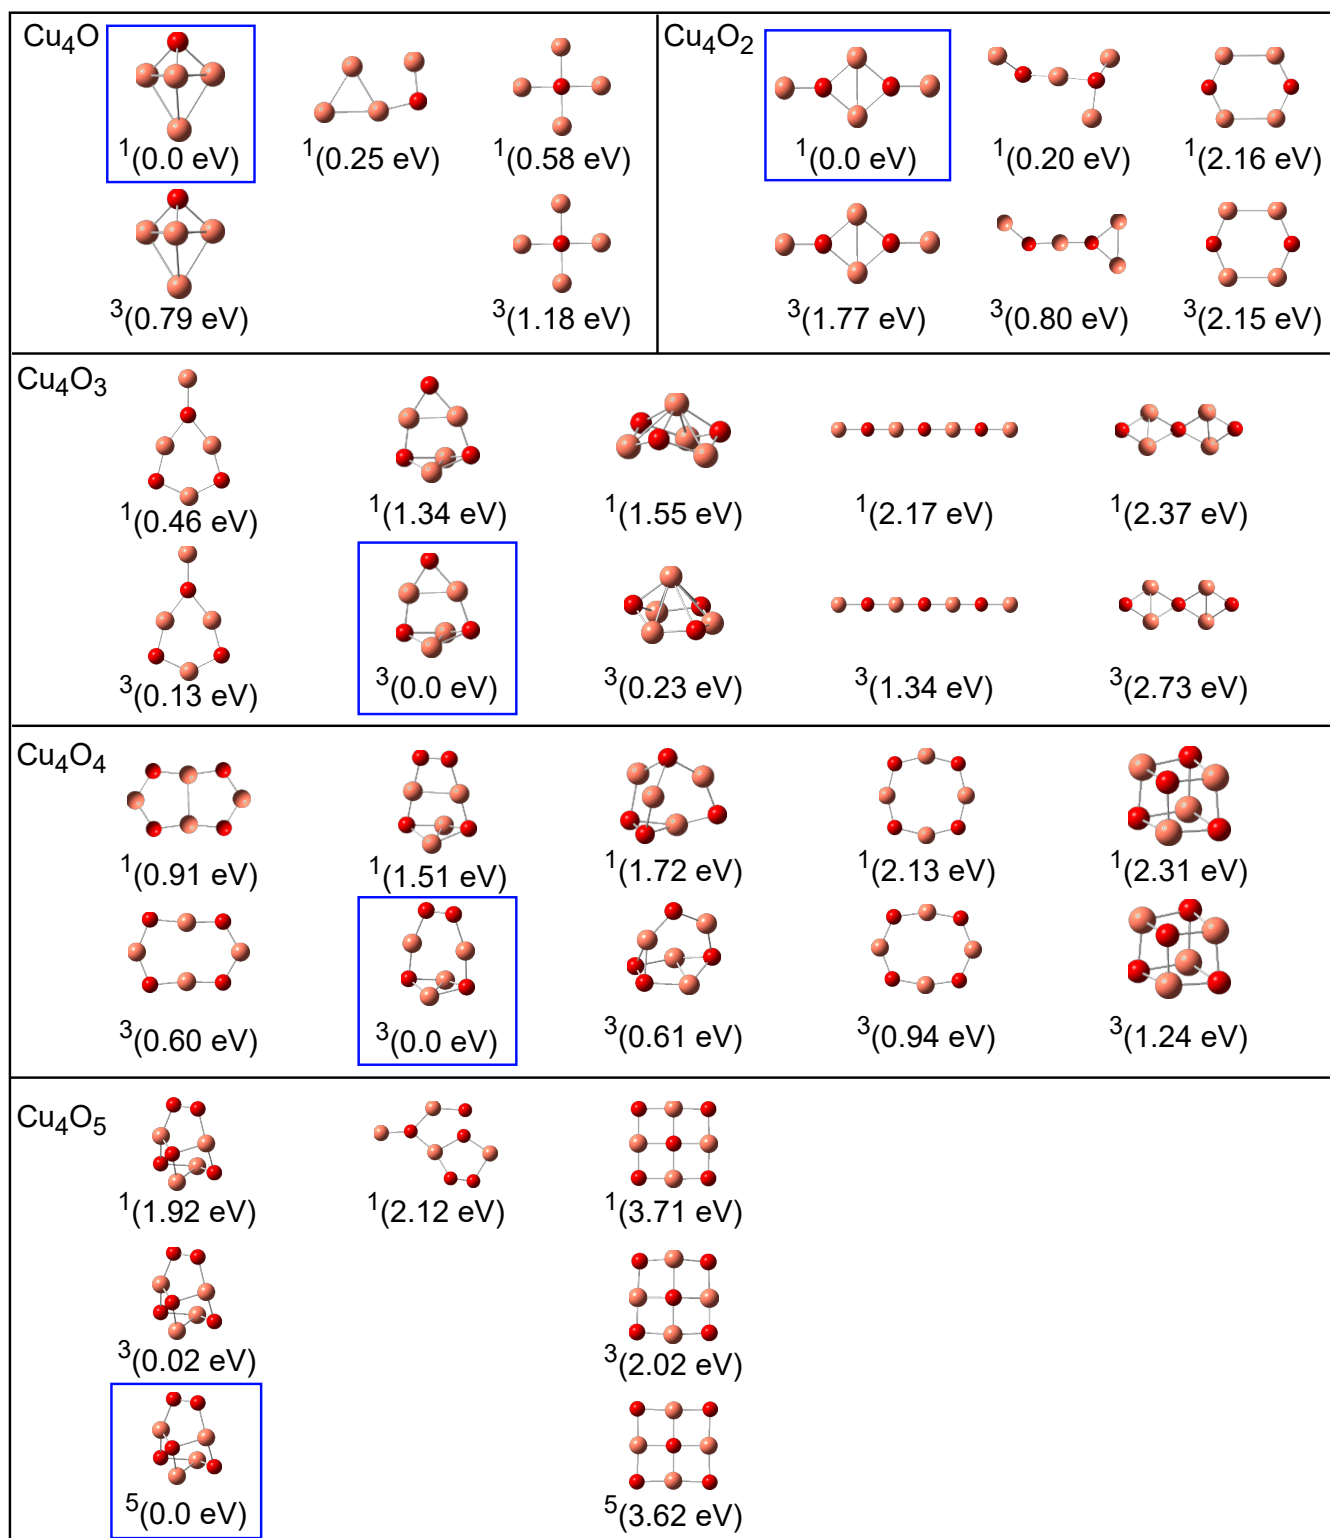 Cu4O
Cu4O2
1(0.0 eV)
1(0.25 eV)
1(0.58 eV)
1(0.0 eV)
1(0.20 eV)
1(2.16 eV)
3(0.79 eV)
3(1.18 eV)
3(1.77 eV)
3(0.80 eV)
3(2.15 eV)
Cu4O3
1(0.46 eV)
1(1.34 eV)
1(1.55 eV)
1(2.17 eV)
1(2.37 eV)
3(0.13 eV)
3(0.0 eV)
3(0.23 eV)
3(1.34 eV)
3(2.73 eV)
Cu4O4
1(0.91 eV)
1(1.51 eV)
1(1.72 eV)
1(2.13 eV)
1(2.31 eV)
3(0.60 eV)
3(0.0 eV)
3(0.61 eV)
3(0.94 eV)
3(1.24 eV)
Cu4O5
1(1.92 eV)
1(2.12 eV)
1(3.71 eV)
3(0.02 eV)
3(2.02 eV)
5(0.0 eV)
5(3.62 eV)